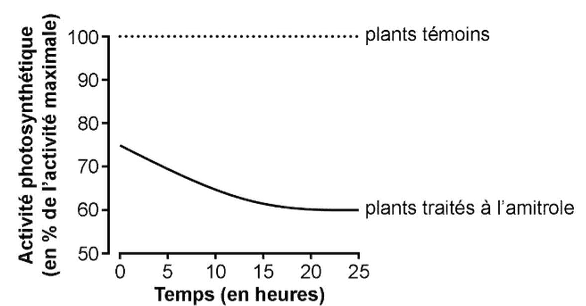 Activité photosynthétique
(en % de l'activité maximale)
100
90
80
70
60
50
plants témoins
plants traités à l'amitrole
0 5 10 15 20 25
Temps (en heures)